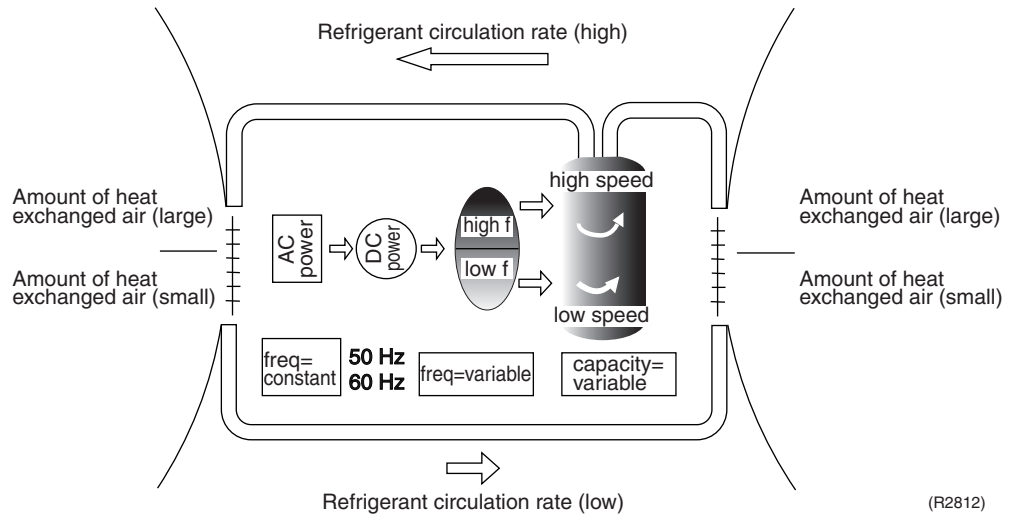 Refrigerant circulation rate (high)
Amount of heat
exchanged air (large)
Amount of heat
exchanged air (small)
AC
power
DC
power
high f
low f
high speed
low speed
Amount of heat
exchanged air (large)
Amount of heat
exchanged air (small)
freq=
constant
50 Hz
60 Hz
freq=variable
capacity=
variable
Refrigerant circulation rate (low)
(R2812)